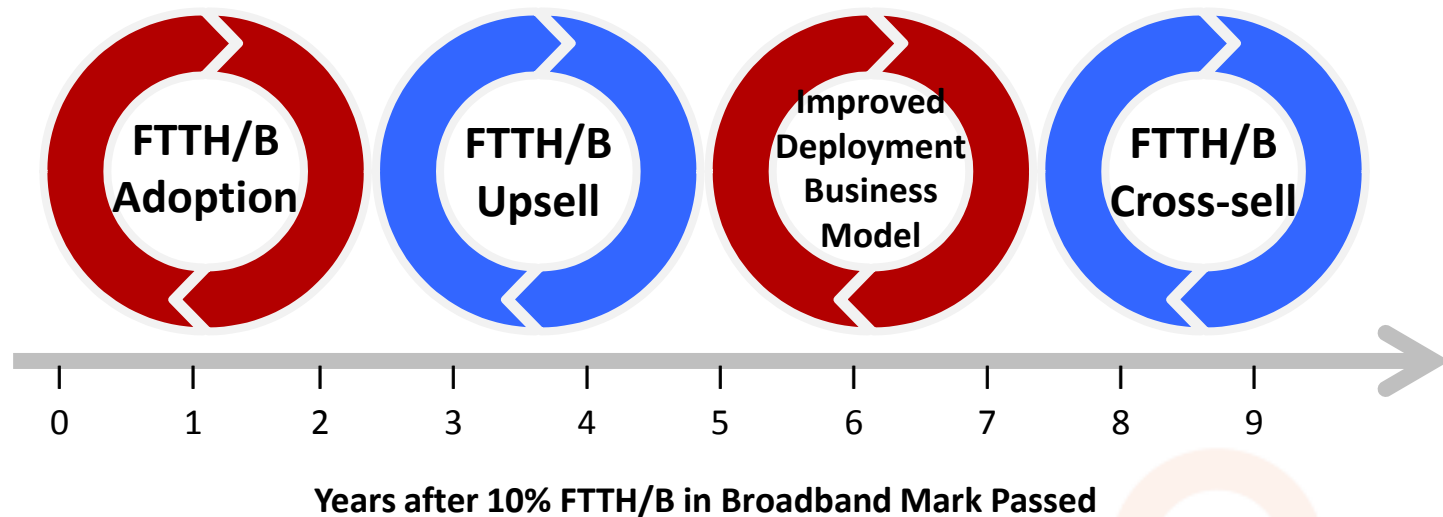 FTTH/B
Adoption
FTTH/B
Upsell
Improved
Deployment
Business
Model
FTTH/B
Cross-sell
0 1 2 3 4 5 6 7 8 9
Years after 10% FTTH/B in Broadband Mark Passed